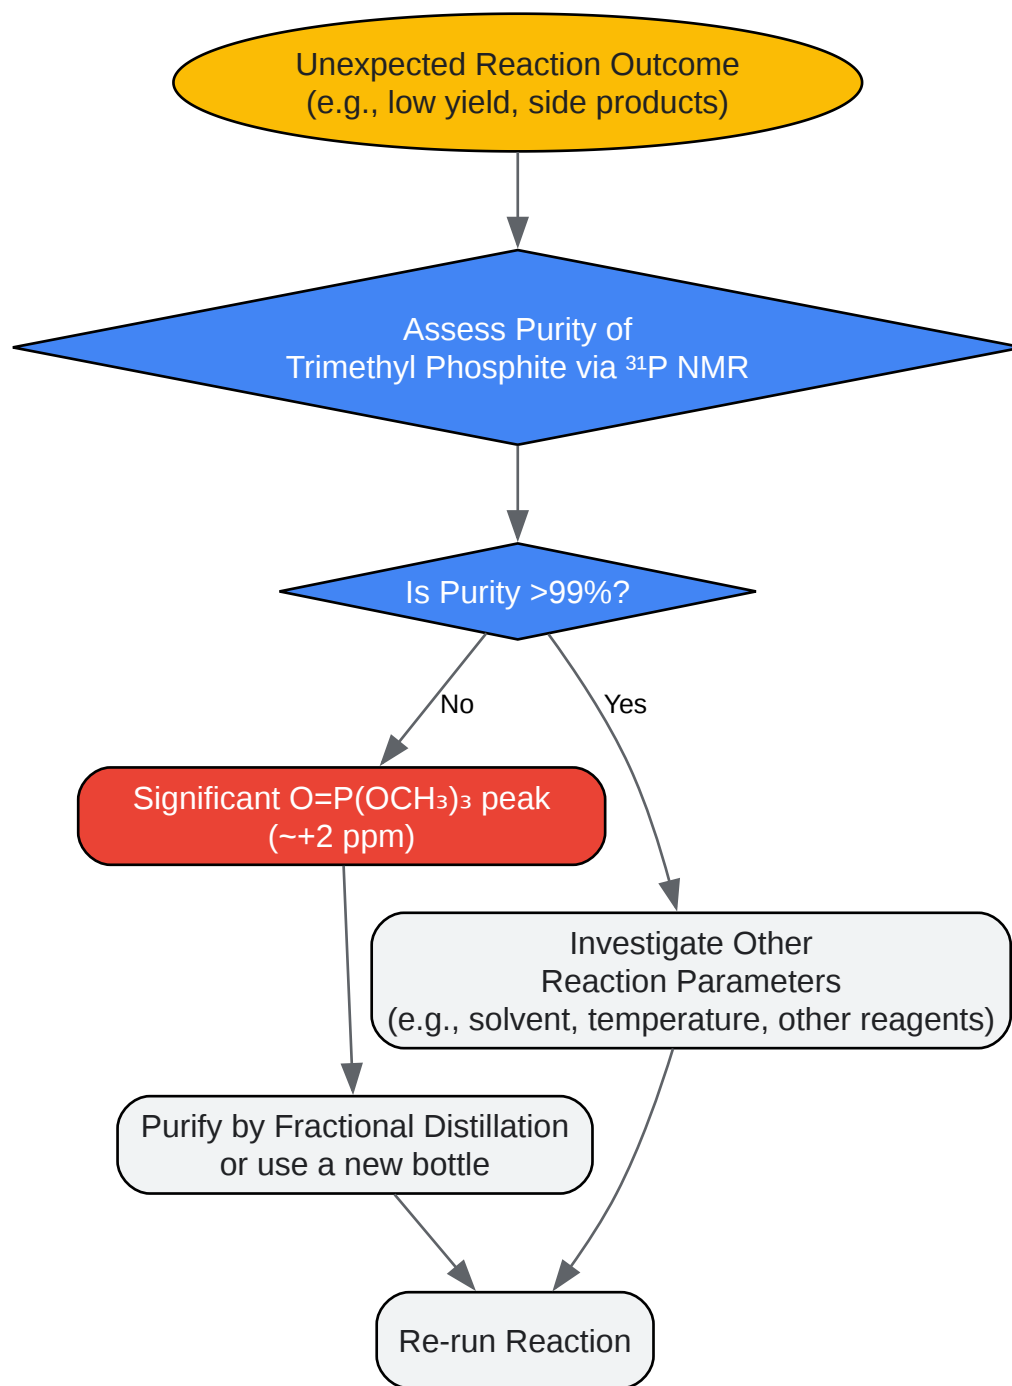 Unexpected Reaction Outcome
(e.g., low yield, side products)
Assess Purity of
Trimethyl Phosphite via ³¹P NMR
Is Purity >99%?
No
Yes
Significant O=P(OCH₃)₃ peak
(~+2 ppm)
Investigate Other
Reaction Parameters
(e.g., solvent, temperature, other reagents)
Purify by Fractional Distillation
or use a new bottle
Re-run Reaction